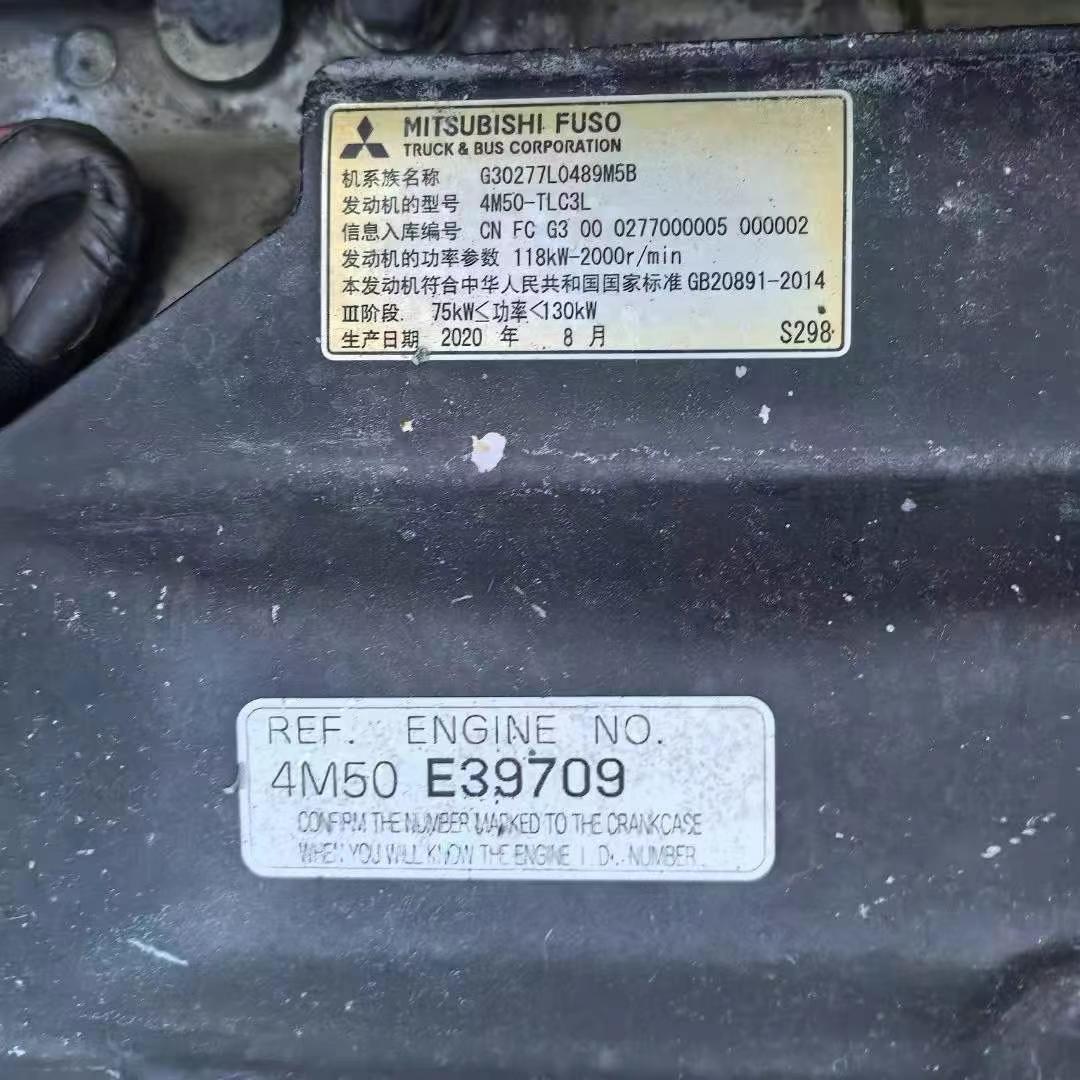 MITSUBISHI FUSO
TRUCK & BUS CORPORATION
机系族名称 G30277L0489M5B
发动机的型号 4M50-TLC3L
信息入库编号 CN FC G3 00 0277000005 000002
发动机的功率参数 118kW-2000r/min
本发动机符合中华人民共和国国家标准 GB20891-2014
Ⅲ阶段. 75kW≤功率<130kW
生产日期 2020 年 8 月 S298
REF. ENGINE NO.
4M50 E39709
CONFIRM THE NUMBER MARKED TO THE CRANKCASE
WHEN YOU WILL KNOW THE ENGINE I.D. NUMBER